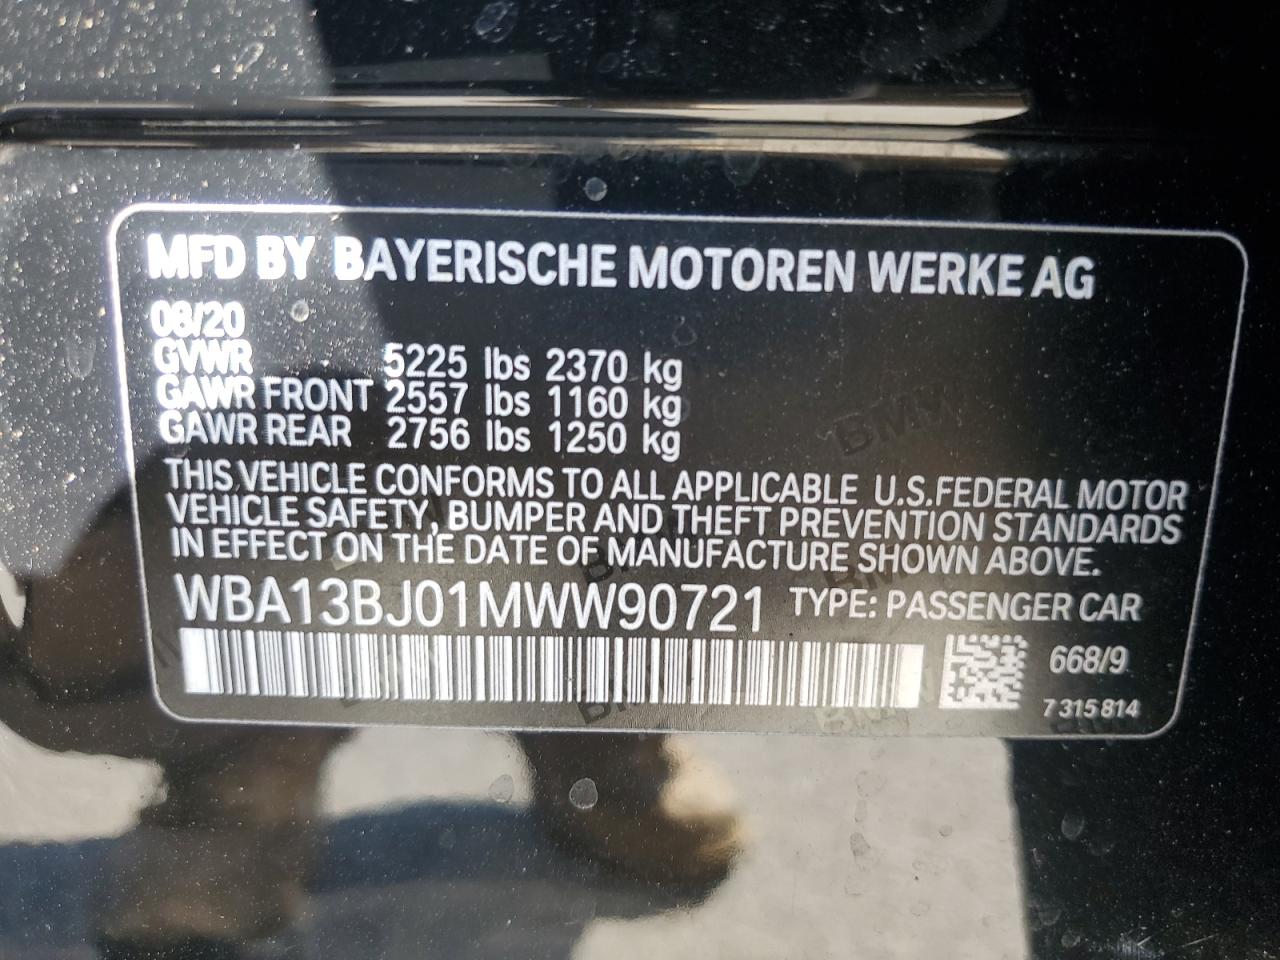 MFD BY BAYERISCHE MOTOREN WERKE AG
08/20
GVWR 5225 lbs 2370 kg
GAWR FRONT 2557 lbs 1160 kg
GAWR REAR 2756 lbs 1250 kg
THIS VEHICLE CONFORMS TO ALL APPLICABLE U.S.FEDERAL MOTOR
VEHICLE SAFETY, BUMPER AND THEFT PREVENTION STANDARDS
IN EFFECT ON THE DATE OF MANUFACTURE SHOWN ABOVE.
WBA13BJ01MWW90721 TYPE: PASSENGER CAR
668/9
7 315 814